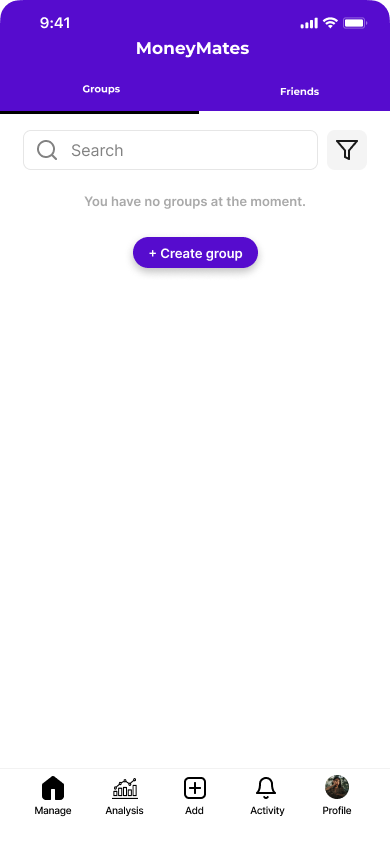 9:41
MoneyMates
Groups
Friends
Search
You have no groups at the moment.
+ Create group
Manage
Analysis
Add
Activity
Profile